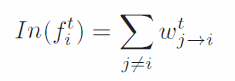 $In(f_i^t) = \sum_{j \neq i} w_{j \to i}^t$